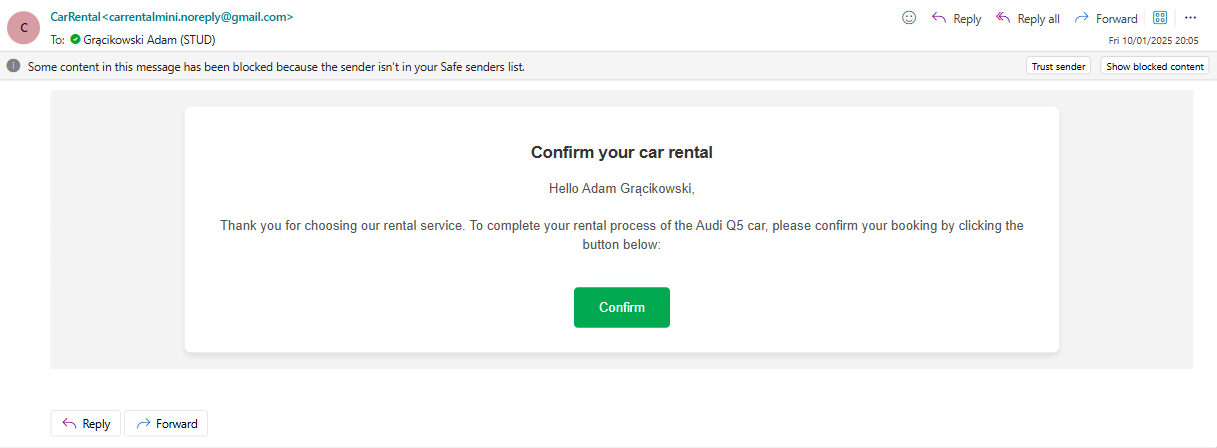 C
CarRental<carrentalmini.noreply@gmail.com>
Reply
Reply all
Forward
To: Grącikowski Adam (STUD)
Fri 10/01/2025 20:05
Some content in this message has been blocked because the sender isn't in your Safe senders list.
Trust sender
Show blocked content
Confirm your car rental
Hello Adam Grącikowski,
Thank you for choosing our rental service. To complete your rental process of the Audi Q5 car, please confirm your booking by clicking the
button below:
Confirm
Reply
Forward